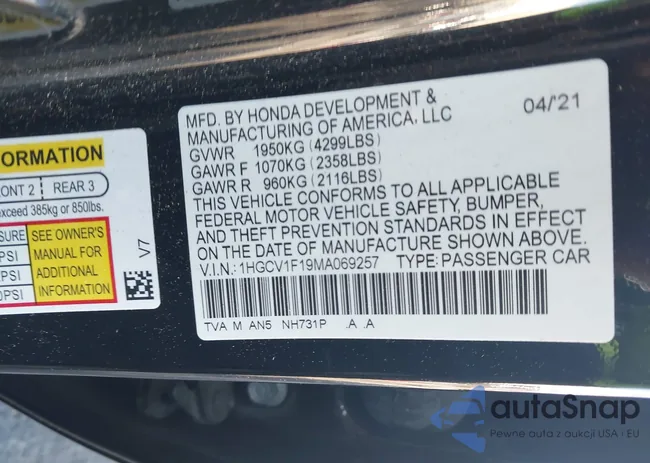 MFD. BY HONDA DEVELOPMENT &
MANUFACTURING OF AMERICA, LLC
04/'21
GVWR 1950KG (4299LBS)
GAWR F 1070KG (2358LBS)
GAWR R 960KG (2116LBS)
THIS VEHICLE CONFORMS TO ALL APPLICABLE
FEDERAL MOTOR VEHICLE SAFETY, BUMPER,
AND THEFT PREVENTION STANDARDS IN EFFECT
ON THE DATE OF MANUFACTURE SHOWN ABOVE.
V.I.N.: 1HGCV1F19MA069257 TYPE: PASSENGER CAR
TVA M AN5 NH731P .A .A
ORMATION
ONT 2 REAR 3
exceed 385kg or 850lbs.
SURE
PSI
PSI
0PSI
SEE OWNER'S
MANUAL FOR
ADDITIONAL
INFORMATION
V7
autaSnap
Pewne auta z aukcji USA i EU